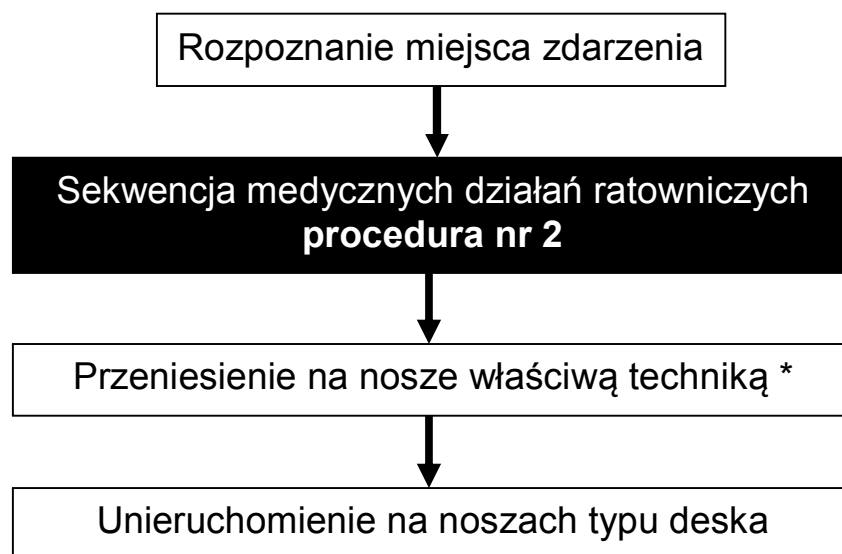 Rozpoznanie miejsca zdarzenia
Sekwencja medycznych działań ratowniczych
procedura nr 2
Przeniesienie na nosze właściwą techniką *
Unieruchomienie na noszach typu deska